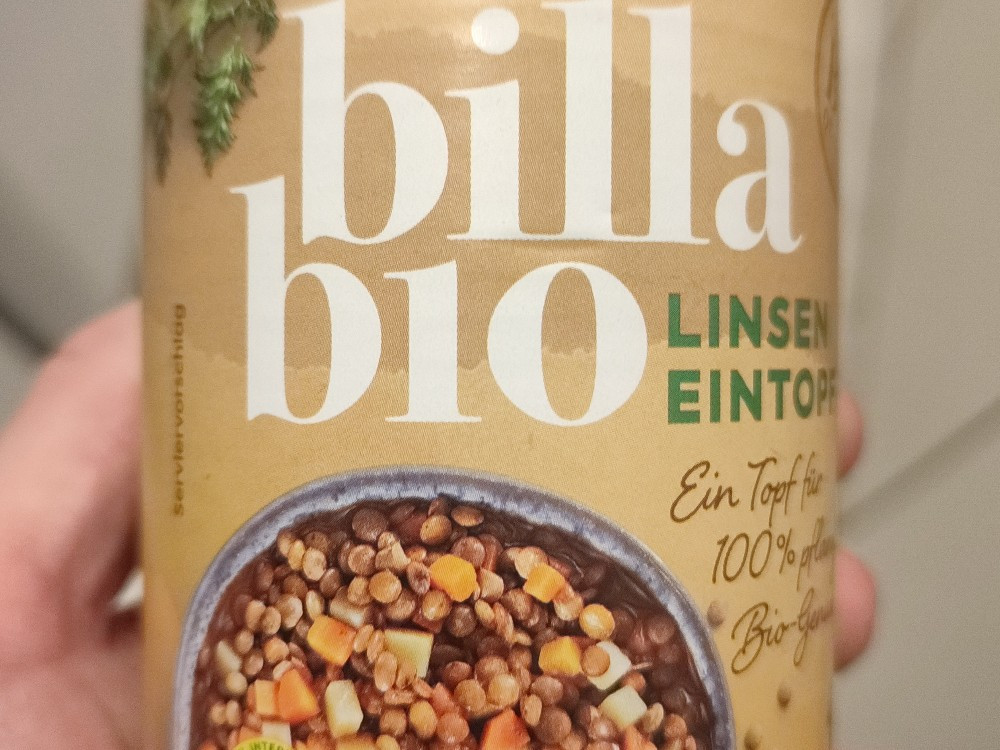 billa
bio
LINSEN
EINTOPF
Ein Topf für
100%
Serviervorschlag